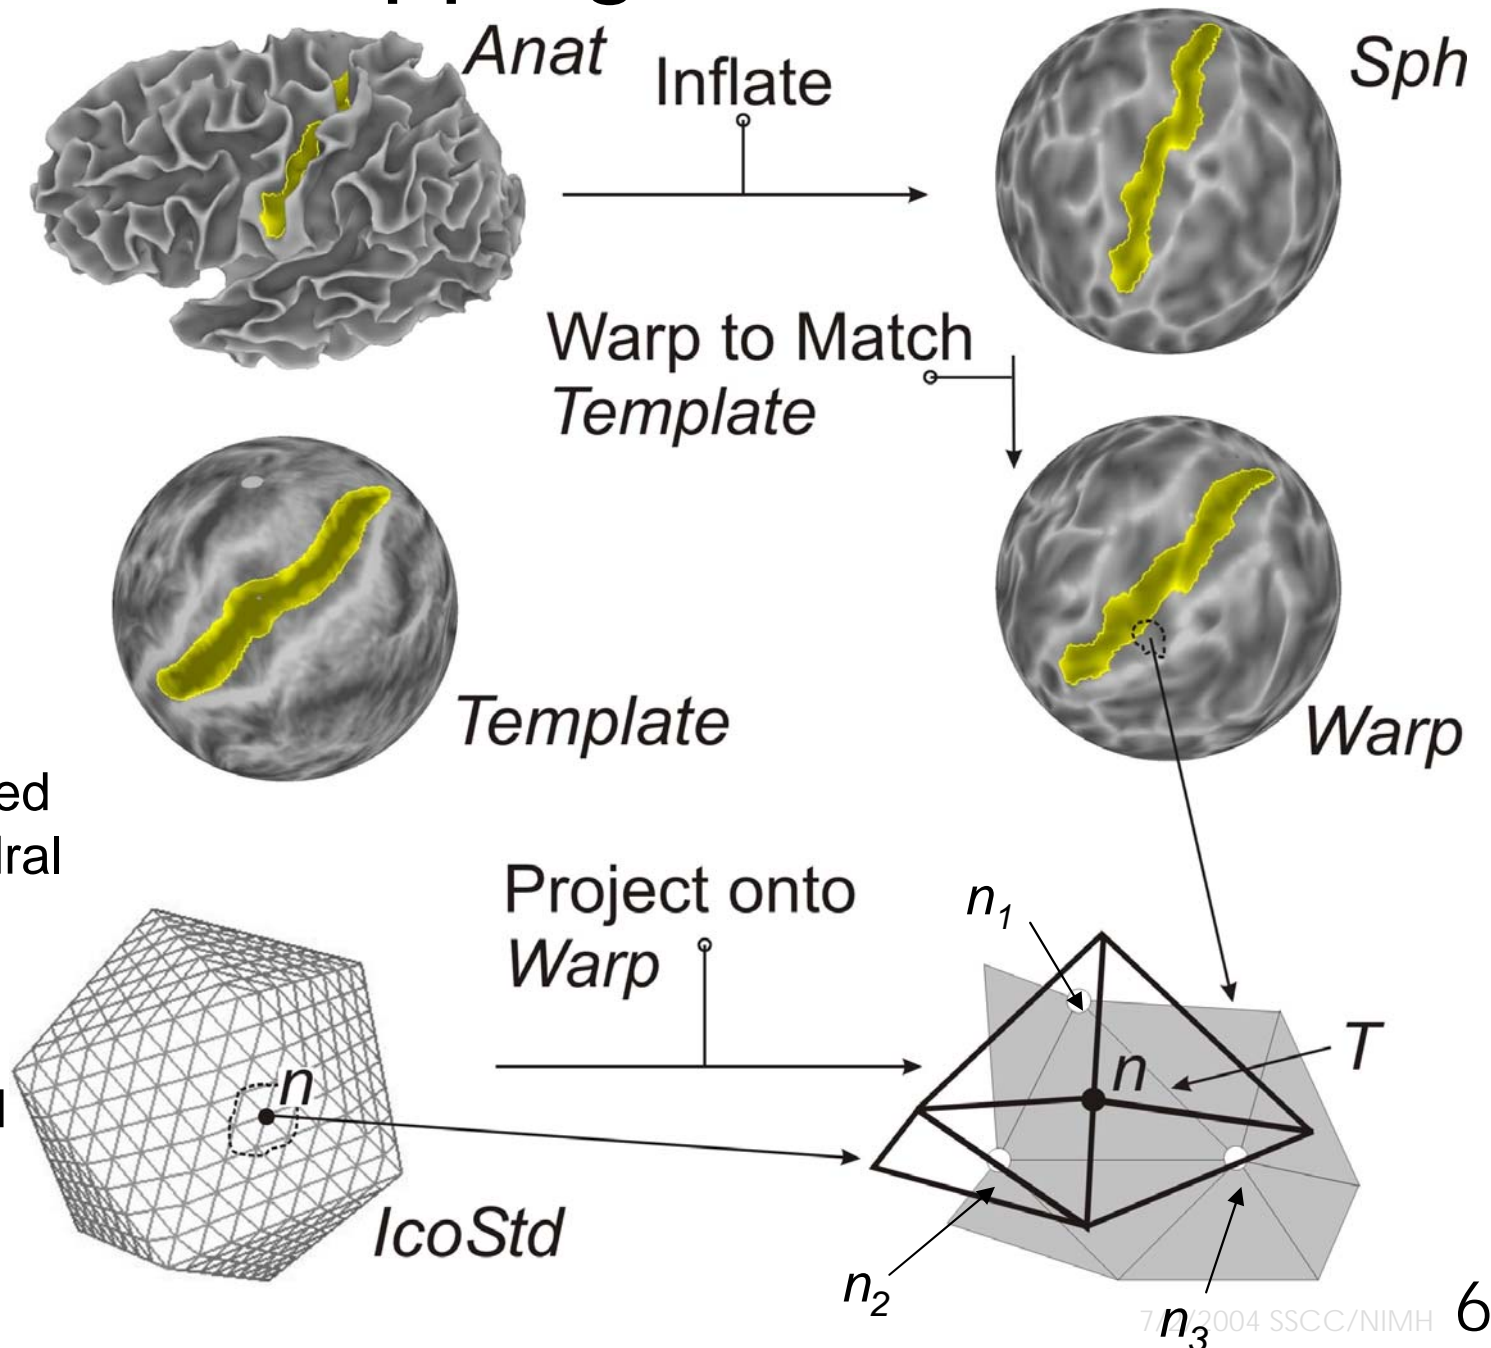 Anat
Inflate
Sph
Warp to Match
Template
Template
Warp
ed
Project onto
Warp
n1
n
T
n
IcoStd
n2
n3
SSCC/NIMH
6